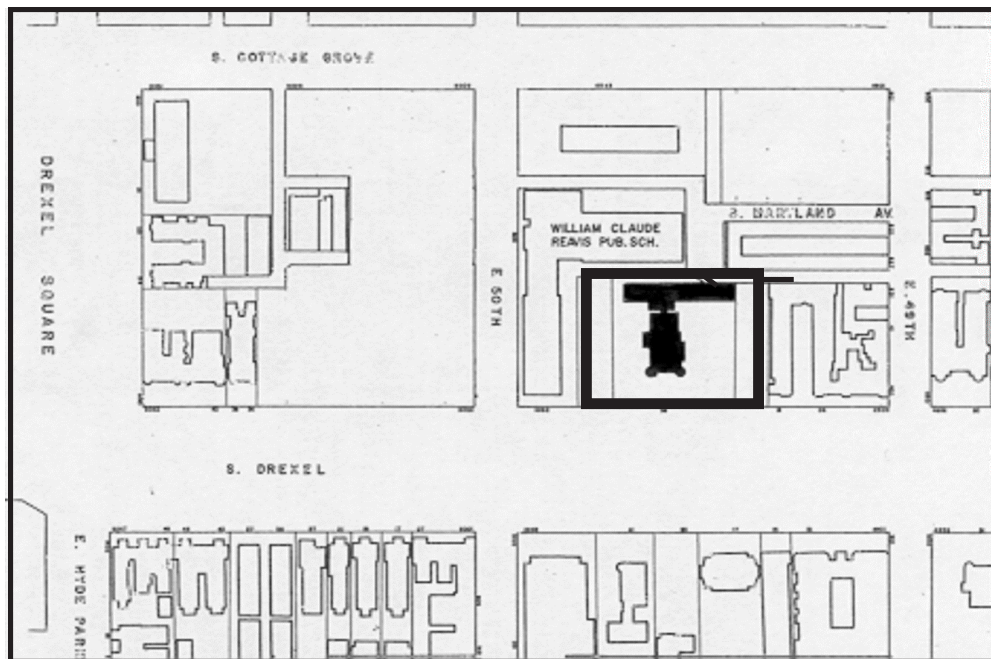 S. COTTAGE GROVE
DREXEL SQUARE
WILLIAM CLAUDE
REAVIS PUB. SCH.
S. MARYLAND AV.
E 50TH
E. 49TH
S. DREXEL
E. HYDE PARK